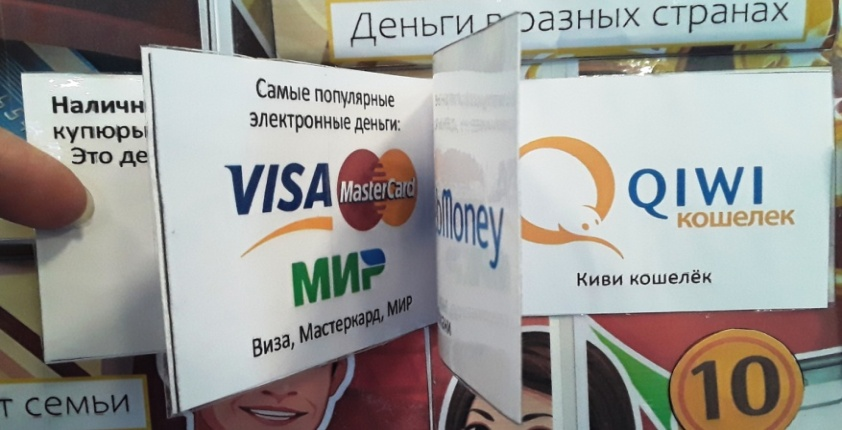 Деньги в разных странах
Наличн
купюры
Это де
Самые популярные
электронные деньги:
VISA
MasterCard
МИР
Виза, Мастеркард, МИР
Money
QIWI
кошелек
Киви кошелёк
т семьи
10